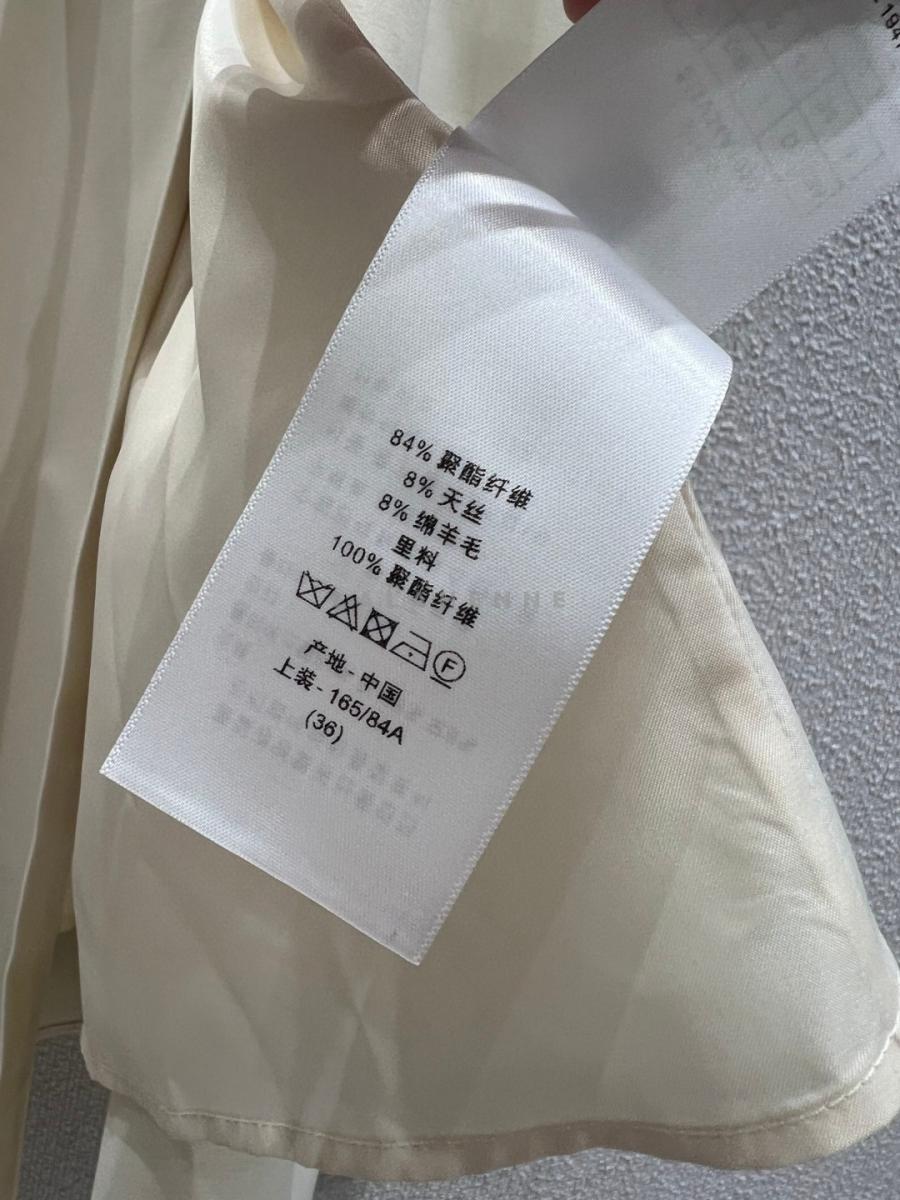 84% 聚酯纤维
8% 天丝
8% 绵羊毛
里料
100% 聚酯纤维
F
产地 - 中国
上装 - 165/84A
(36)